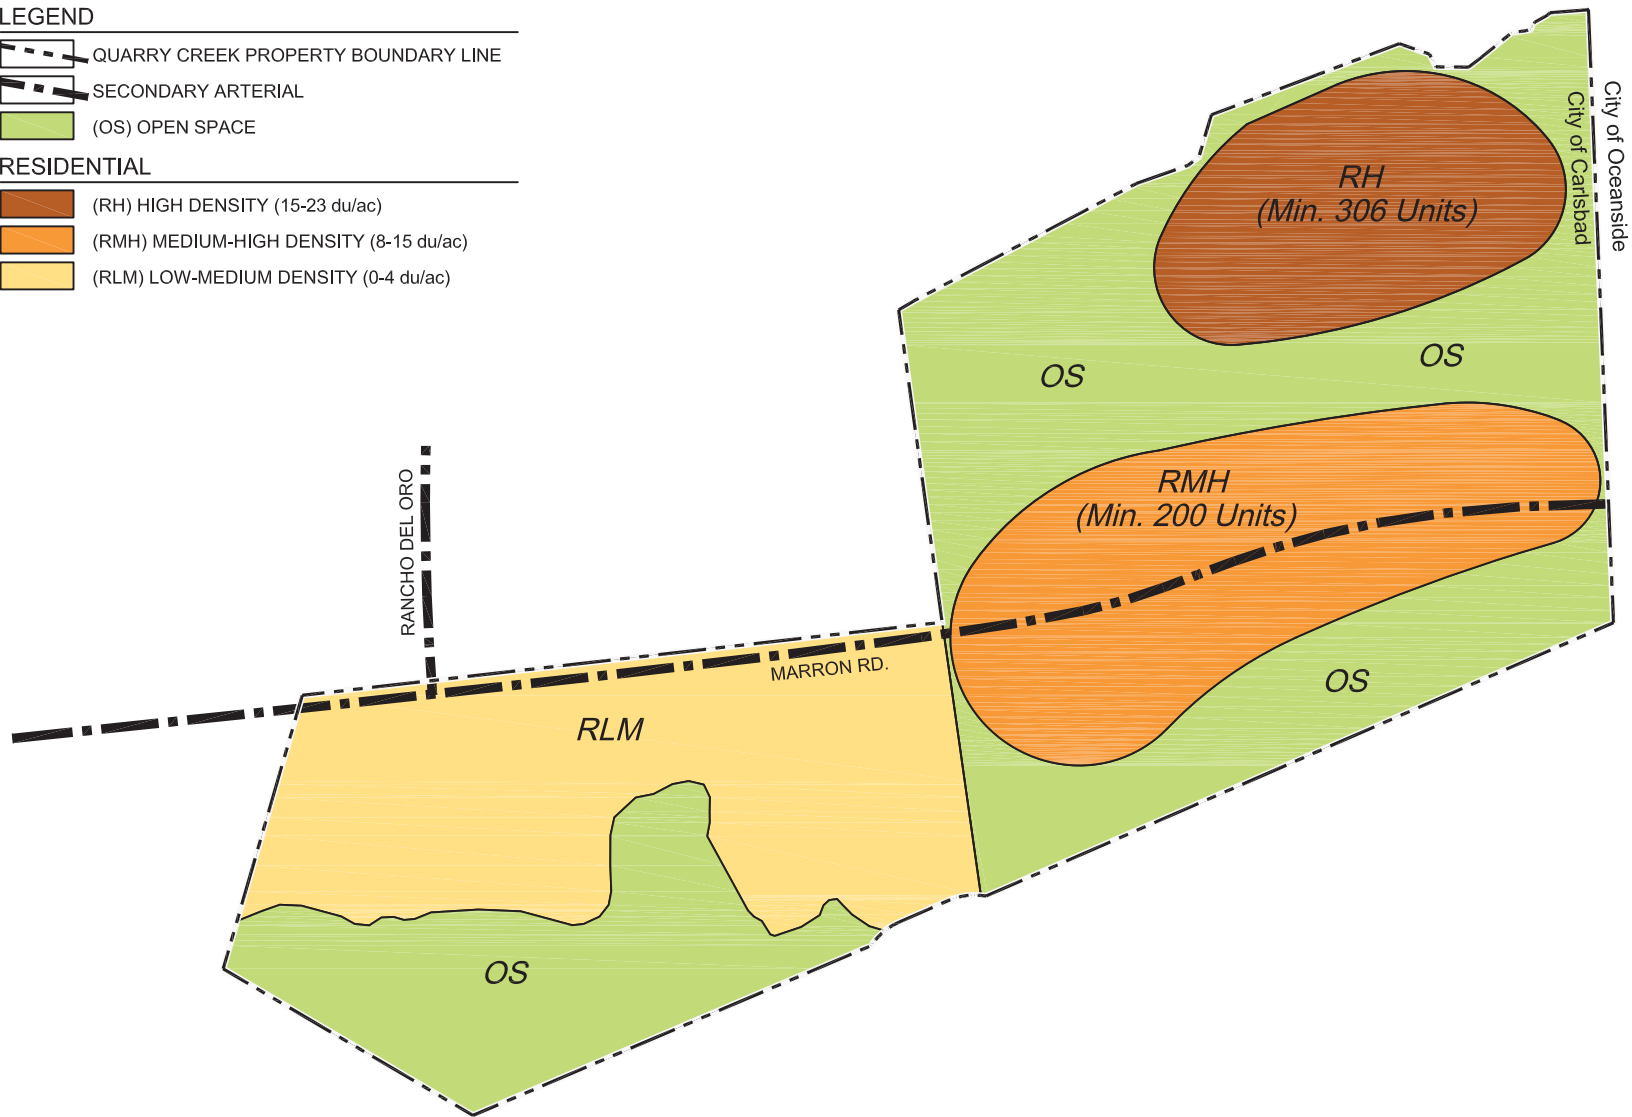 LEGEND
QUARRY CREEK PROPERTY BOUNDARY LINE
SECONDARY ARTERIAL
(OS) OPEN SPACE
RESIDENTIAL
(RH) HIGH DENSITY (15-23 du/ac)
(RMH) MEDIUM-HIGH DENSITY (8-15 du/ac)
(RLM) LOW-MEDIUM DENSITY (0-4 du/ac)
City of Oceanside
City of Carlsbad
RH
(Min. 306 Units)
OS
OS
RMH
(Min. 200 Units)
RANCHO DEL ORO
MARRON RD.
OS
RLM
OS